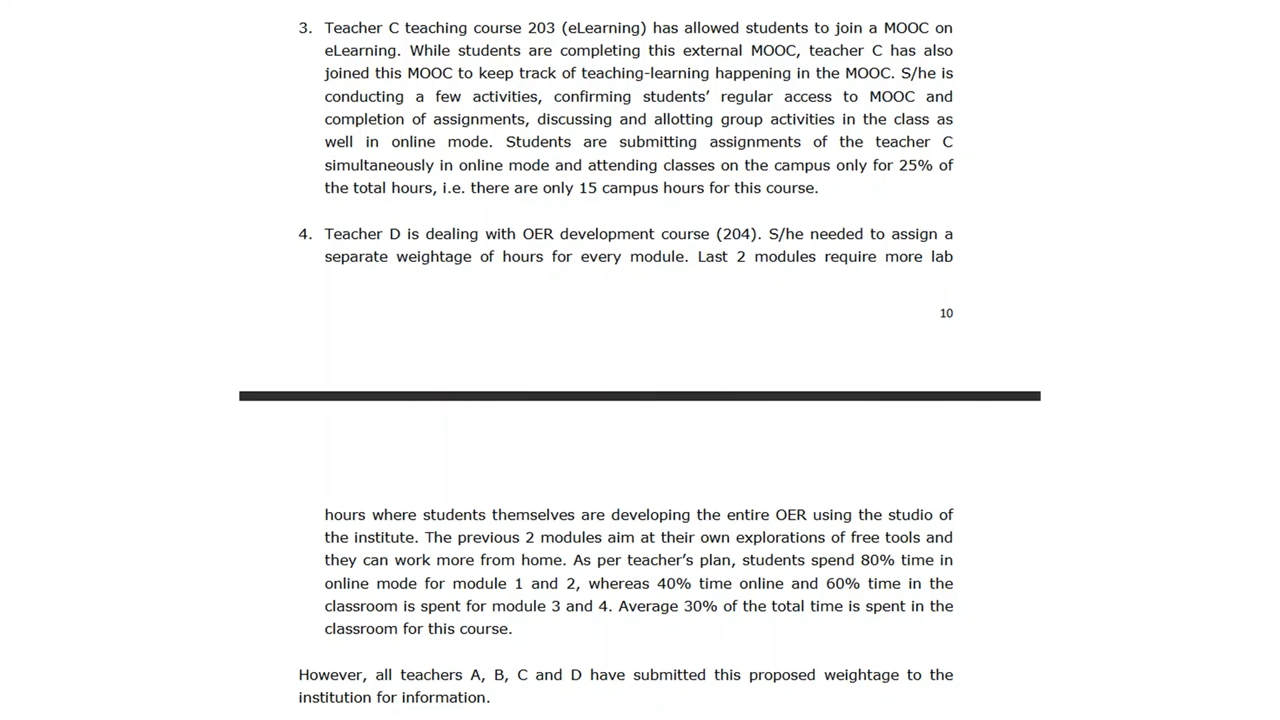 3. Teacher C teaching course 203 (eLearning) has allowed students to join a MOOC on
eLearning. While students are completing this external MOOC, teacher C has also
joined this MOOC to keep track of teaching-learning happening in the MOOC. S/he is
conducting a few activities, confirming students' regular access to MOOC and
completion of assignments, discussing and allotting group activities in the class as
well in online mode. Students are submitting assignments of the teacher C
simultaneously in online mode and attending classes on the campus only for 25% of
the total hours, i.e. there are only 15 campus hours for this course.
4. Teacher D is dealing with OER development course (204). S/he needed to assign a
separate weightage of hours for every module. Last 2 modules require more lab
10
hours where students themselves are developing the entire OER using the studio of
the institute. The previous 2 modules aim at their own explorations of free tools and
they can work more from home. As per teacher's plan, students spend 80% time in
online mode for module 1 and 2, whereas 40% time online and 60% time in the
classroom is spent for module 3 and 4. Average 30% of the total time is spent in the
classroom for this course.
However, all teachers A, B, C and D have submitted this proposed weightage to the
institution for information.